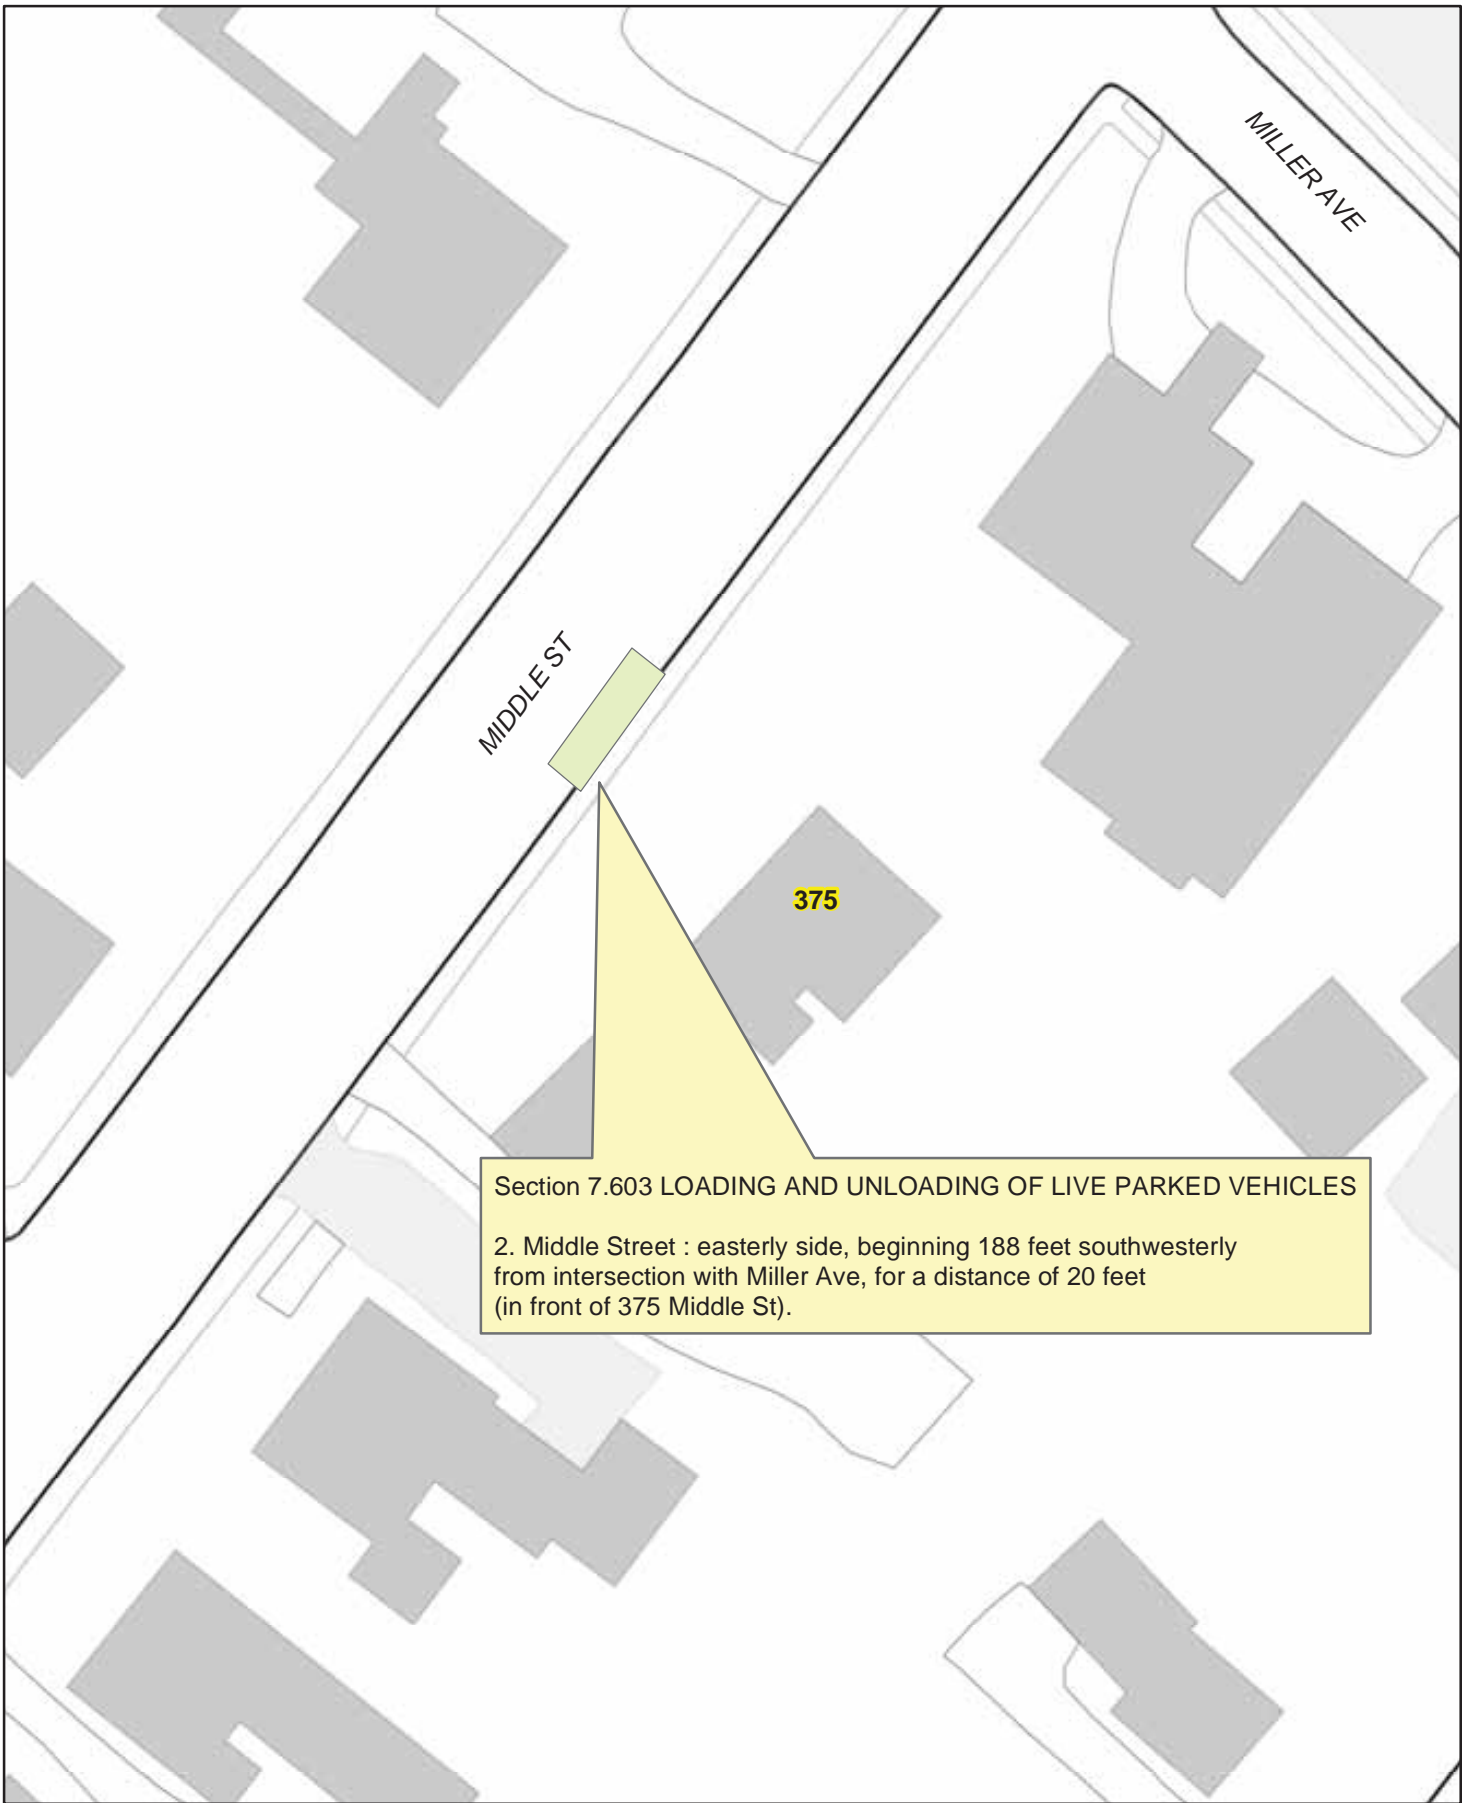 MILLER AVE
MIDDLE ST
375
Section 7.603 LOADING AND UNLOADING OF LIVE PARKED VEHICLES
2. Middle Street : easterly side, beginning 188 feet southwesterly
from intersection with Miller Ave, for a distance of 20 feet
(in front of 375 Middle St).